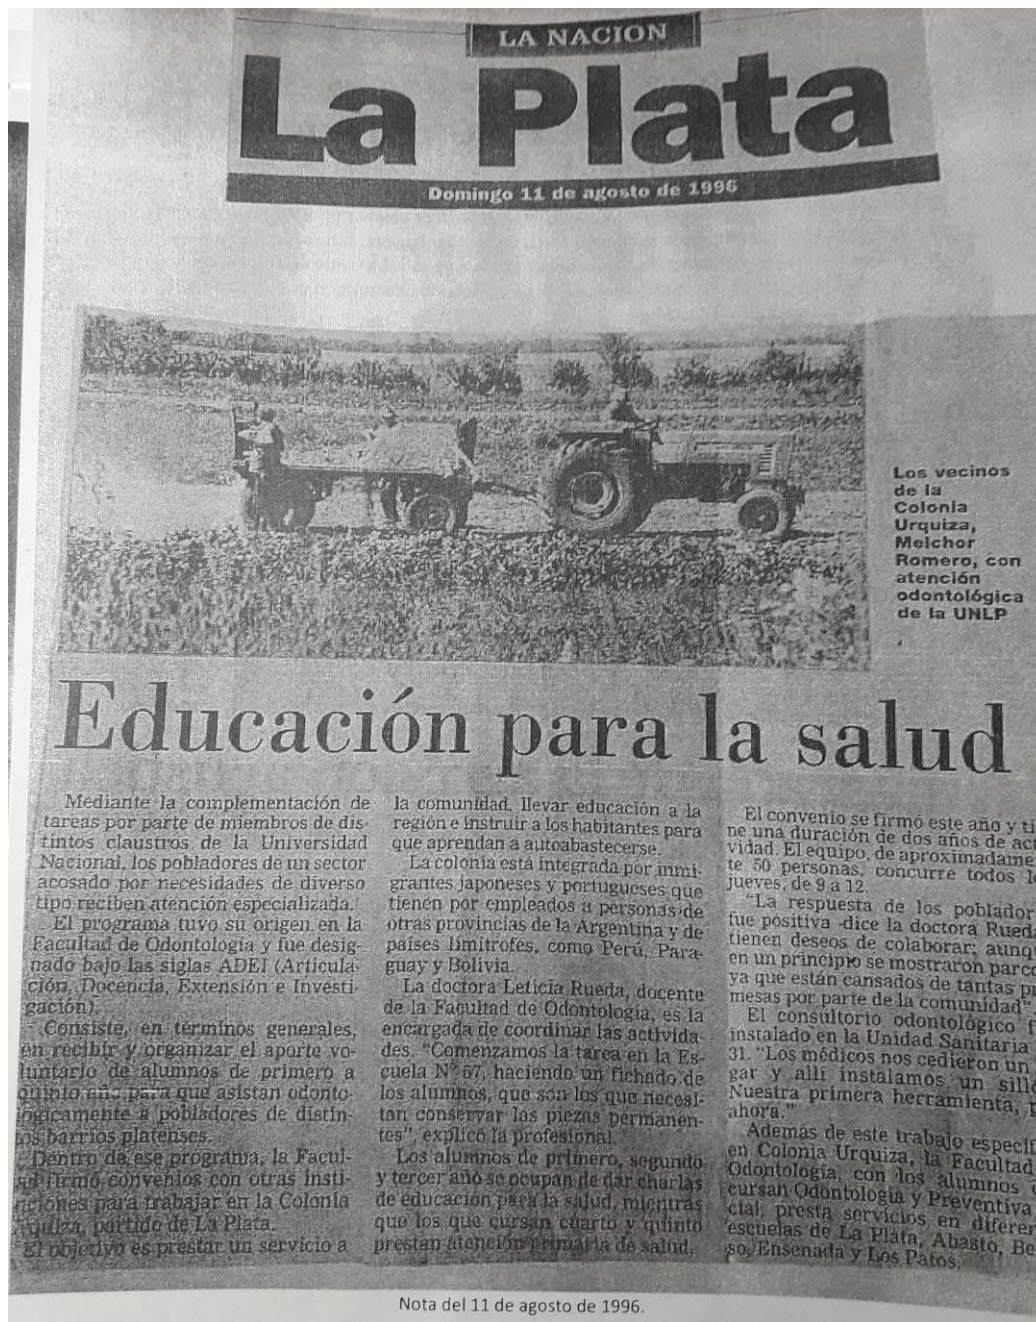 LA NACION
La Plata
Domingo 11 de agosto de 1996
Los vecinos
de la
Colonia
Urquiza,
Melchor
Romero, con
atención
odontológica
de la UNLP
Educación para la salud
Mediante la complementación de
tareas por parte de miembros de dis-
tintos claustros de la Universidad
Nacional, los pobladores de un sector
acosado por necesidades de diverso
tipo reciben atención especializada.
El programa tuvo su origen en la
Facultad de Odontología y fue desig-
nado bajo las siglas ADEI (Articula-
ción, Docencia, Extensión e Investi-
gación).
Consiste, en términos generales,
en recibir y organizar el aporte vo-
luntario de alumnos de primero a
quinto año para que asistan odonto-
lógicamente a pobladores de distin-
tos barrios platenses.
Dentro de ese programa, la Facul-
firmó convenios con otras insti-
ciones para trabajar en la Colonia
quiza, partido de La Plata.
El objetivo es prestar un servicio a
la comunidad, llevar educación a la
región e instruir a los habitantes para
que aprendan a autoabastecerse.
La colonia está integrada por inmi-
grantes japoneses y portugueses que
tienen por empleados a personas de
otras provincias de la Argentina y de
países limítrofes, como Perú, Para-
guay y Bolivia.
La doctora Leticia Rueda, docente
de la Facultad de Odontología, es la
encargada de coordinar las activida-
des. "Comenzamos la tarea en la Es-
cuela Nº 67, haciendo un fichado de
los alumnos, que son los que necesi-
tan conservar las piezas permanen-
tes", explicó la profesional.
Los alumnos de primero, segundo
y tercer año se ocupan de dar charlas
de educación para la salud, mientras
que los que cursan cuarto y quinto
prestan atención primaria de salud.
El convenio se firmó este año y ti
ne una duración de dos años de acti
vidad. El equipo, de aproximadame
te 50 personas, concurre todos l
jueves, de 9 a 12.
"La respuesta de los poblador
fue positiva -dice la doctora Rueda
tienen deseos de colaborar; aunq
en un principio se mostraron parco
ya que están cansados de tantas pr
mesas por parte de la comunidad"
El consultorio odontológico
instalado en la Unidad Sanitaria
31. "Los médicos nos cedieron un
gar y allí instalamos un sill
Nuestra primera herramienta,
ahora."
Además de este trabajo específi
en Colonia Urquiza, la Facultad
Odontología, con los alumnos
cursan Odontología y Preventiva
cial, presta servicios en difere
escuelas de La Plata, Abasto, Be
so, Ensenada y Los Patos.
Nota del 11 de agosto de 1996.